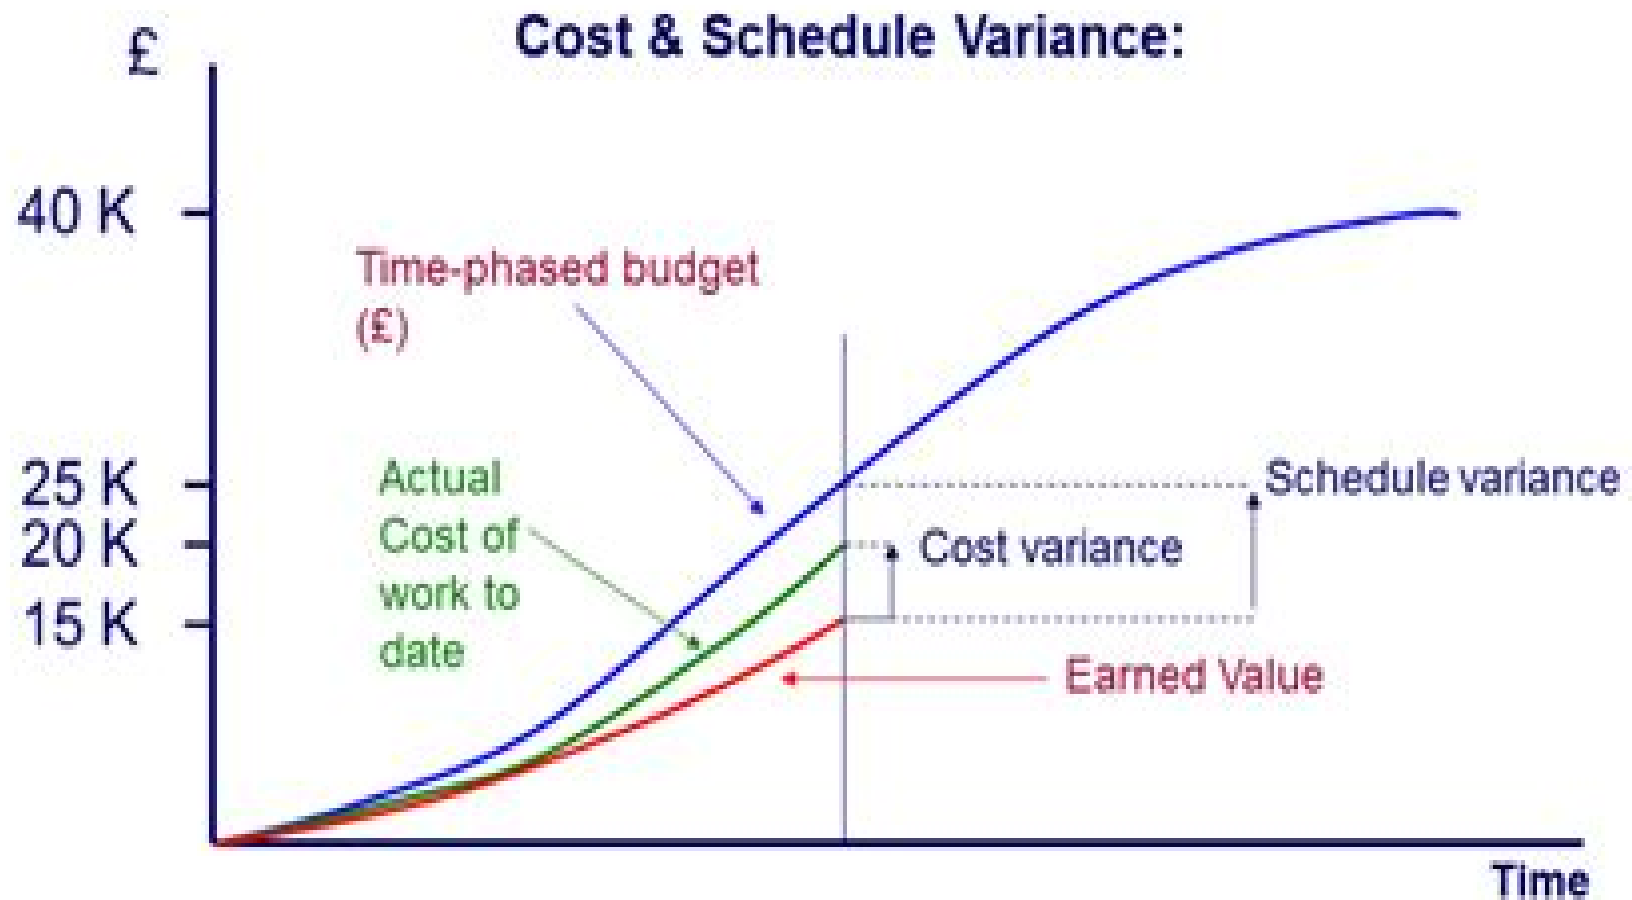 Cost & Schedule Variance:
£
40 K
Time-phased budget
(£)
25 K
Actual
Schedule variance
20 K
Cost of
Cost variance
work to
15 K
date
Earned Value
Time